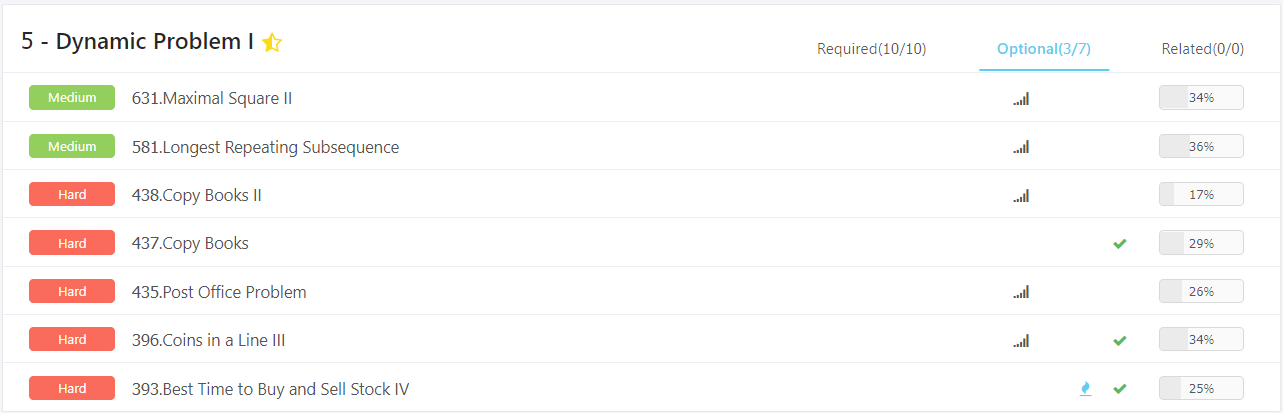 5 - Dynamic Problem I
Required(10/10) Optional(3/7) Related(0/0)
Medium 631.Maximal Square II 34%
Medium 581.Longest Repeating Subsequence 36%
Hard 438.Copy Books II 17%
Hard 437.Copy Books 29%
Hard 435.Post Office Problem 26%
Hard 396.Coins in a Line III 34%
Hard 393.Best Time to Buy and Sell Stock IV 25%